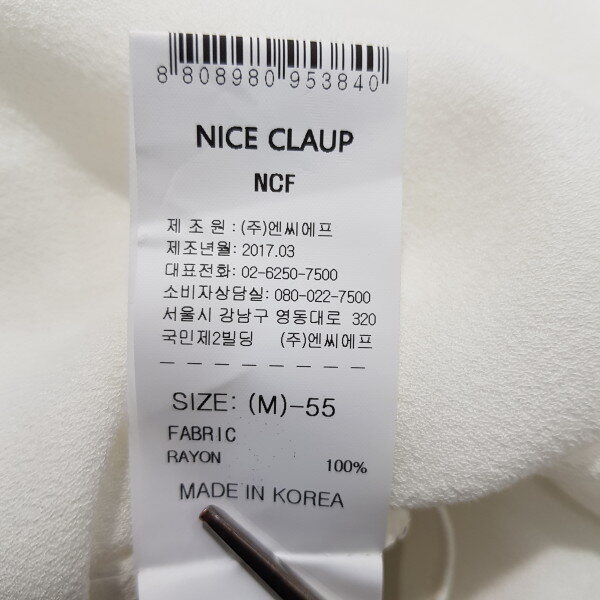 8 808980 953840
NICE CLAUP
NCF
제 조 원 : (주)엔씨에프
제조년월: 2017.03
대표전화: 02-6250-7500
소비자상담실: 080-022-7500
서울시 강남구 영동대로 320
국민제2빌딩 (주)엔씨에프
SIZE: (M)-55
FABRIC
RAYON 100%
MADE IN KOREA